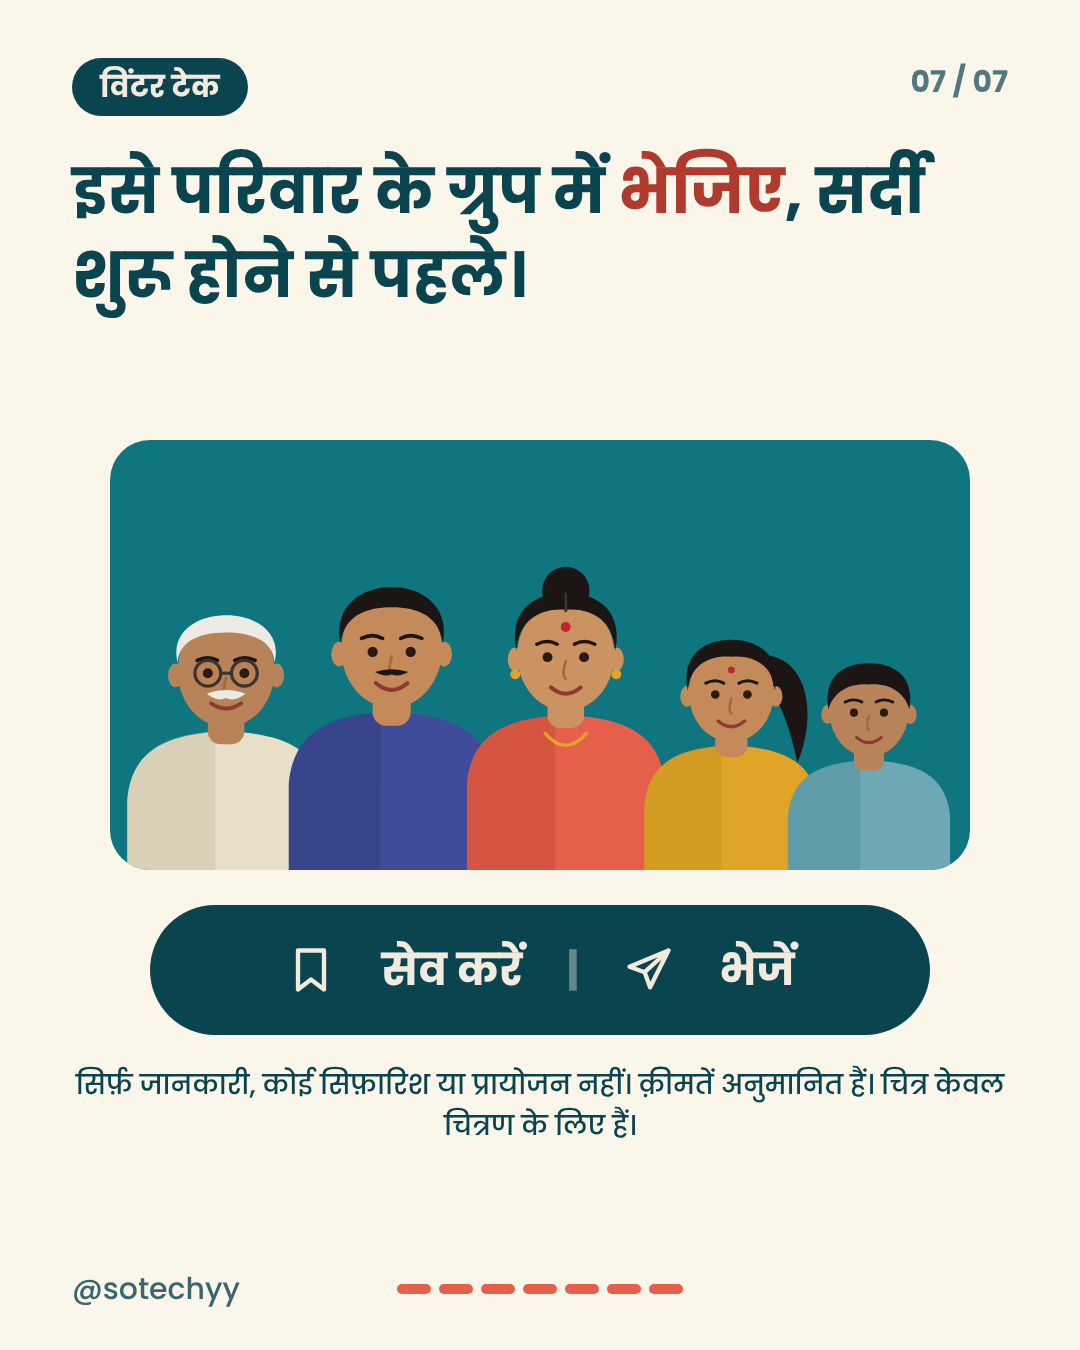 विंटर टेक
07 / 07
इसे परिवार के ग्रुप में भेजिए, सर्दी
शुरू होने से पहले।
सेव करें | भेजें
सिर्फ़ जानकारी, कोई सिफ़ारिश या प्रायोजन नहीं। क़ीमतें अनुमानित हैं। चित्र केवल
चित्रण के लिए हैं।
@sotechyy